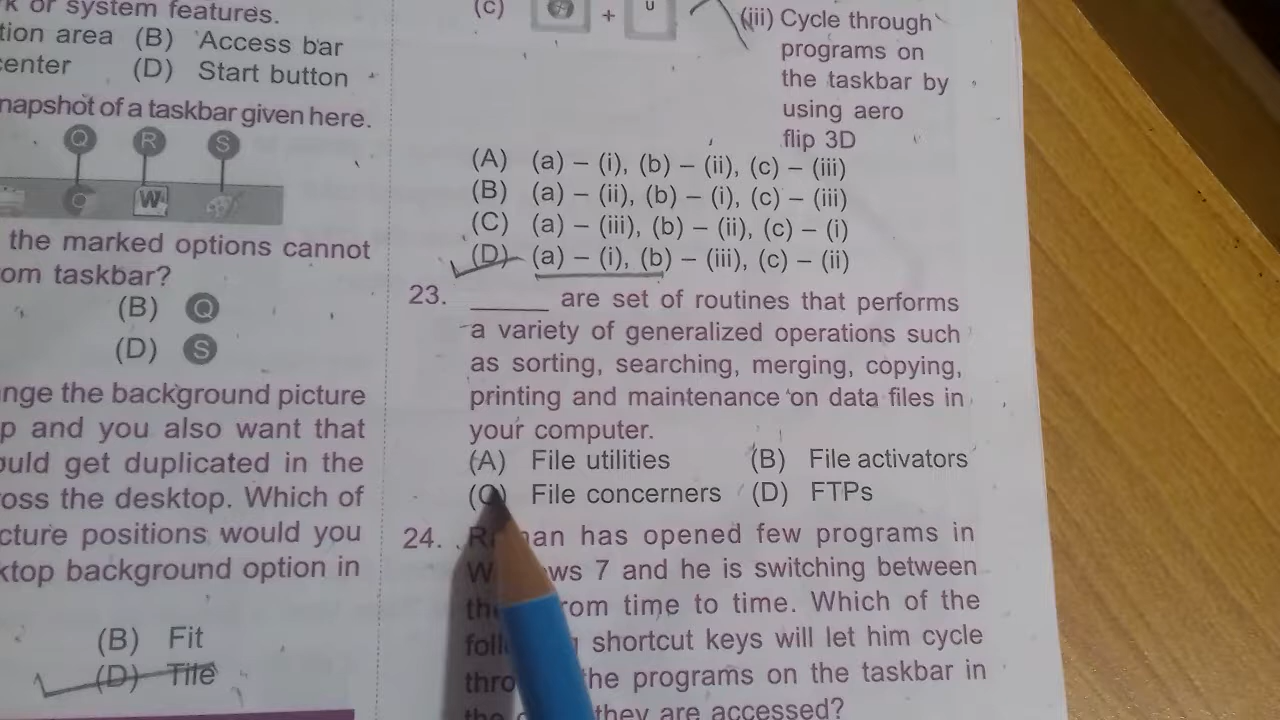 k or system features.
tion area (B) Access bar
center (D) Start button
napshot of a taskbar given here.
Q R S
W
the marked options cannot
om taskbar?
(B) Q
(D) S
nge the background picture
p and you also want that
ould get duplicated in the
oss the desktop. Which of
cture positions would you
ktop background option in
(B) Fit
(D) Tile
(c) + U (iii) Cycle through
programs on
the taskbar by
using aero
flip 3D
(A) (a) – (i), (b) – (ii), (c) – (iii)
(B) (a) – (ii), (b) – (i), (c) – (iii)
(C) (a) – (iii), (b) – (ii), (c) – (i)
(D) (a) – (i), (b) – (iii), (c) – (ii)
23. ______ are set of routines that performs
a variety of generalized operations such
as sorting, searching, merging, copying,
printing and maintenance on data files in
your computer.
(A) File utilities (B) File activators
(C) File concerners (D) FTPs
24. R an has opened few programs in
W ws 7 and he is switching between
the rom time to time. Which of the
foll g shortcut keys will let him cycle
thro the programs on the taskbar in
the they are accessed?